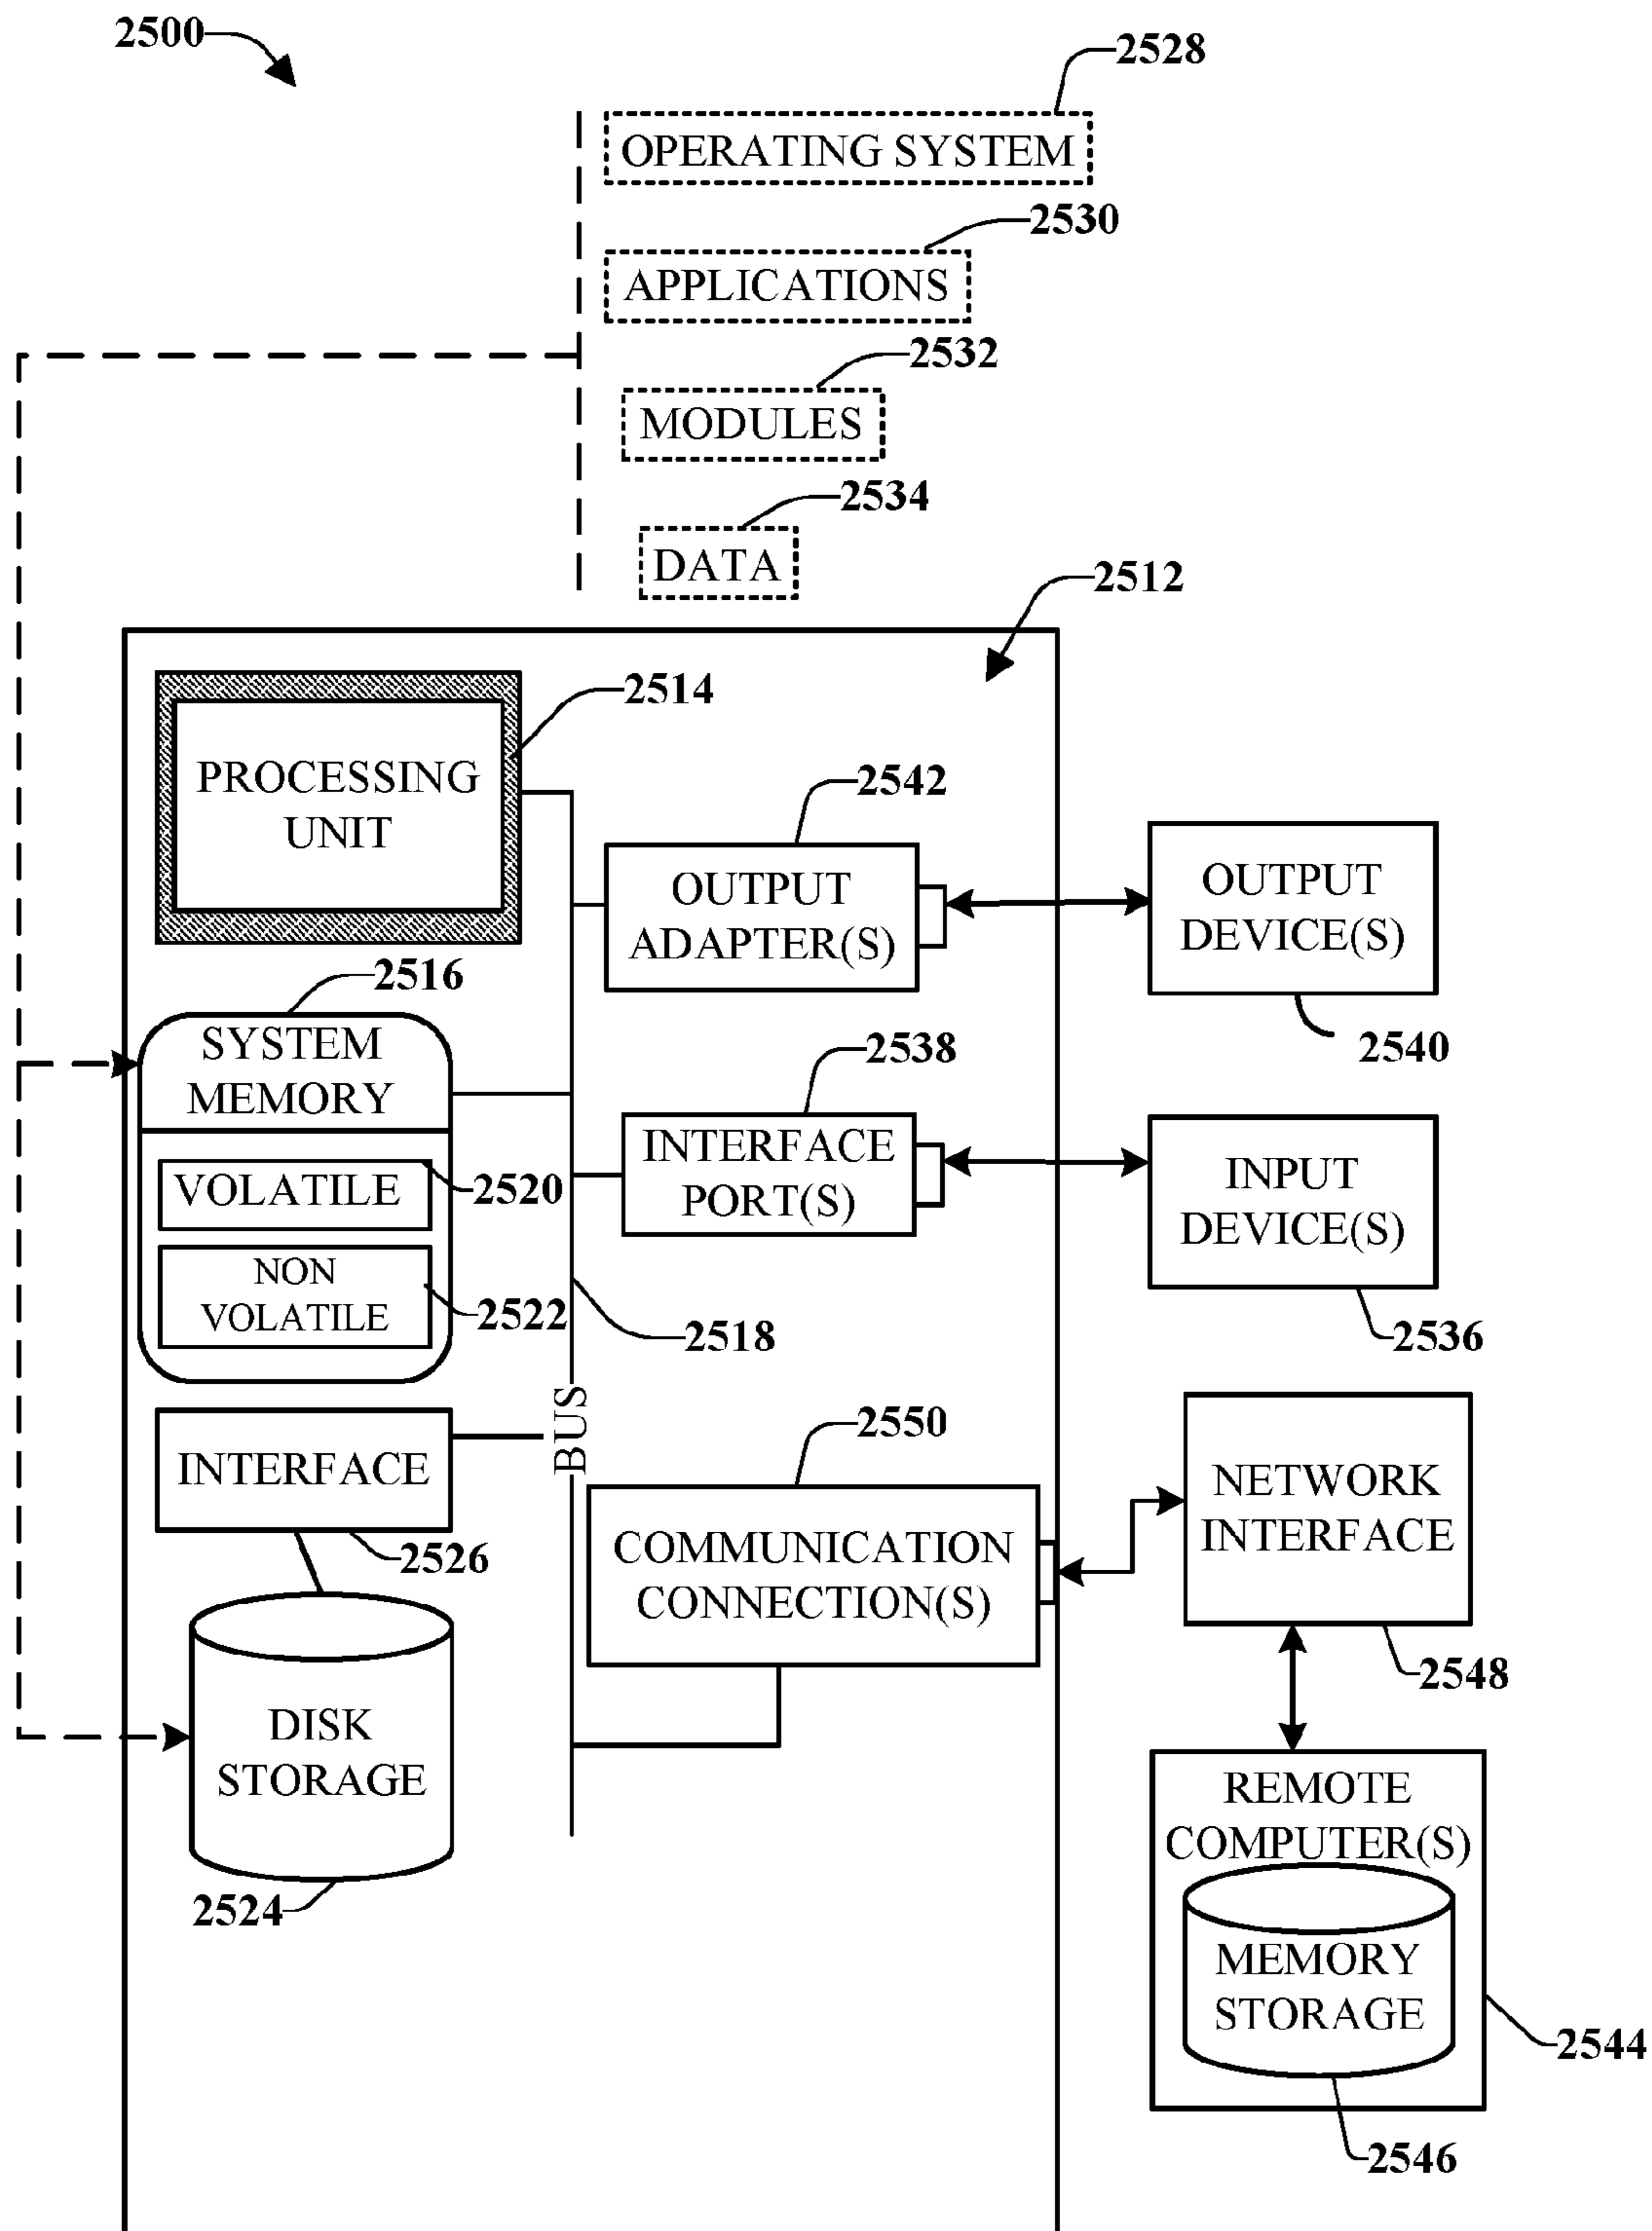 2500
2528
OPERATING SYSTEM
2530
APPLICATIONS
2532
MODULES
2534
DATA
2512
2514
PROCESSING
UNIT
2542
OUTPUT
ADAPTER(S)
OUTPUT
DEVICE(S)
2540
2516
SYSTEM
MEMORY
2538
INTERFACE
PORT(S)
INPUT
DEVICE(S)
2536
VOLATILE
2520
NON
VOLATILE
2522
2518
BUS
INTERFACE
2526
2550
COMMUNICATION
CONNECTION(S)
NETWORK
INTERFACE
2548
DISK
STORAGE
2524
REMOTE
COMPUTER(S)
MEMORY
STORAGE
2544
2546